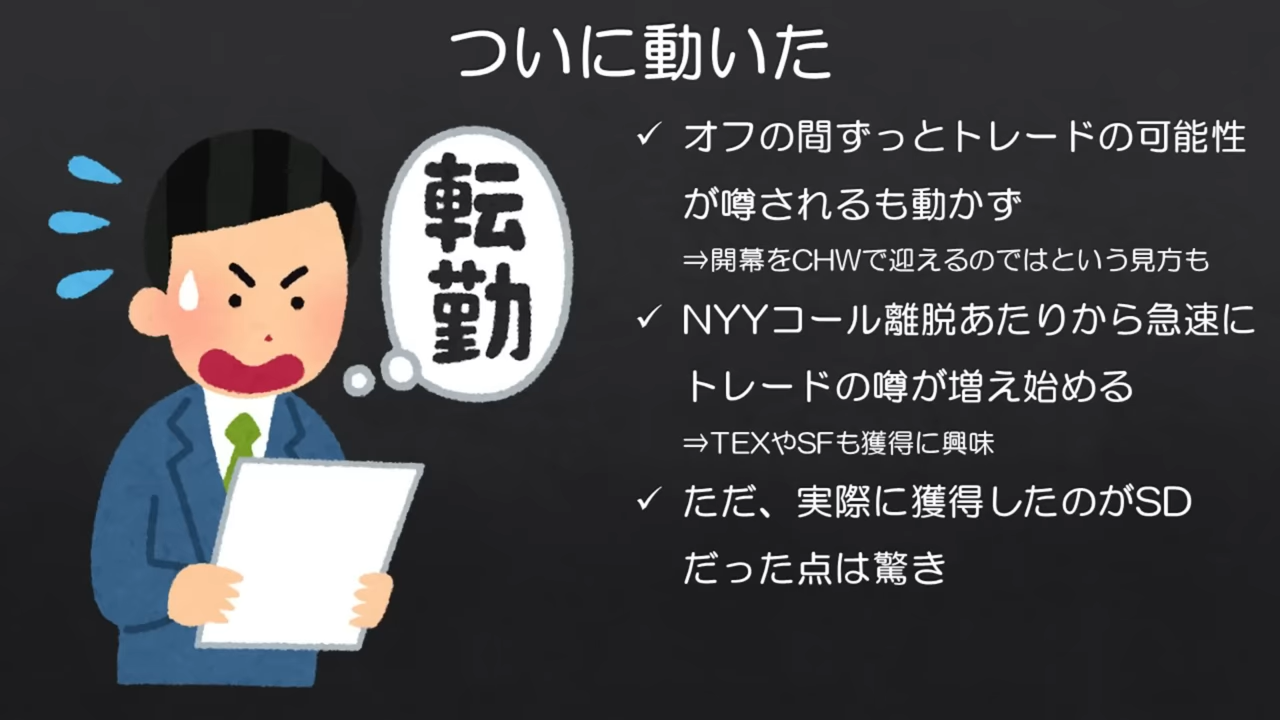 ついに動いた
転勤
✓ オフの間ずっとトレードの可能性
が噂されるも動かず
⇒開幕をCHWで迎えるのではという見方も
✓ NYYコール離脱あたりから急速に
トレードの噂が増え始める
⇒TEXやSFも獲得に興味
✓ ただ、実際に獲得したのがSD
だった点は驚き